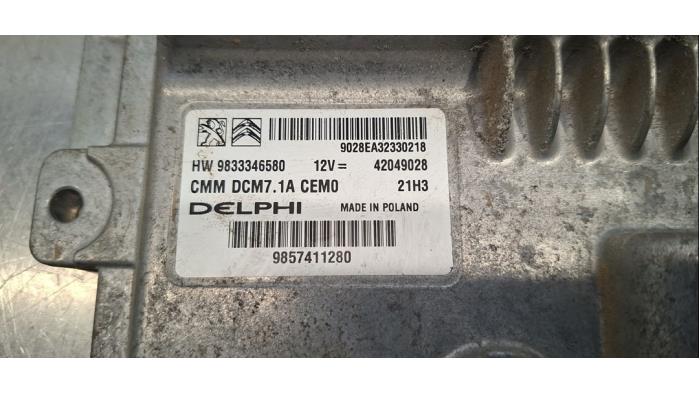 9028EA32330218
HW 9833346580 12V = 42049028
CMM DCM7.1A CEM0 21H3
DELPHI MADE IN POLAND
9857411280